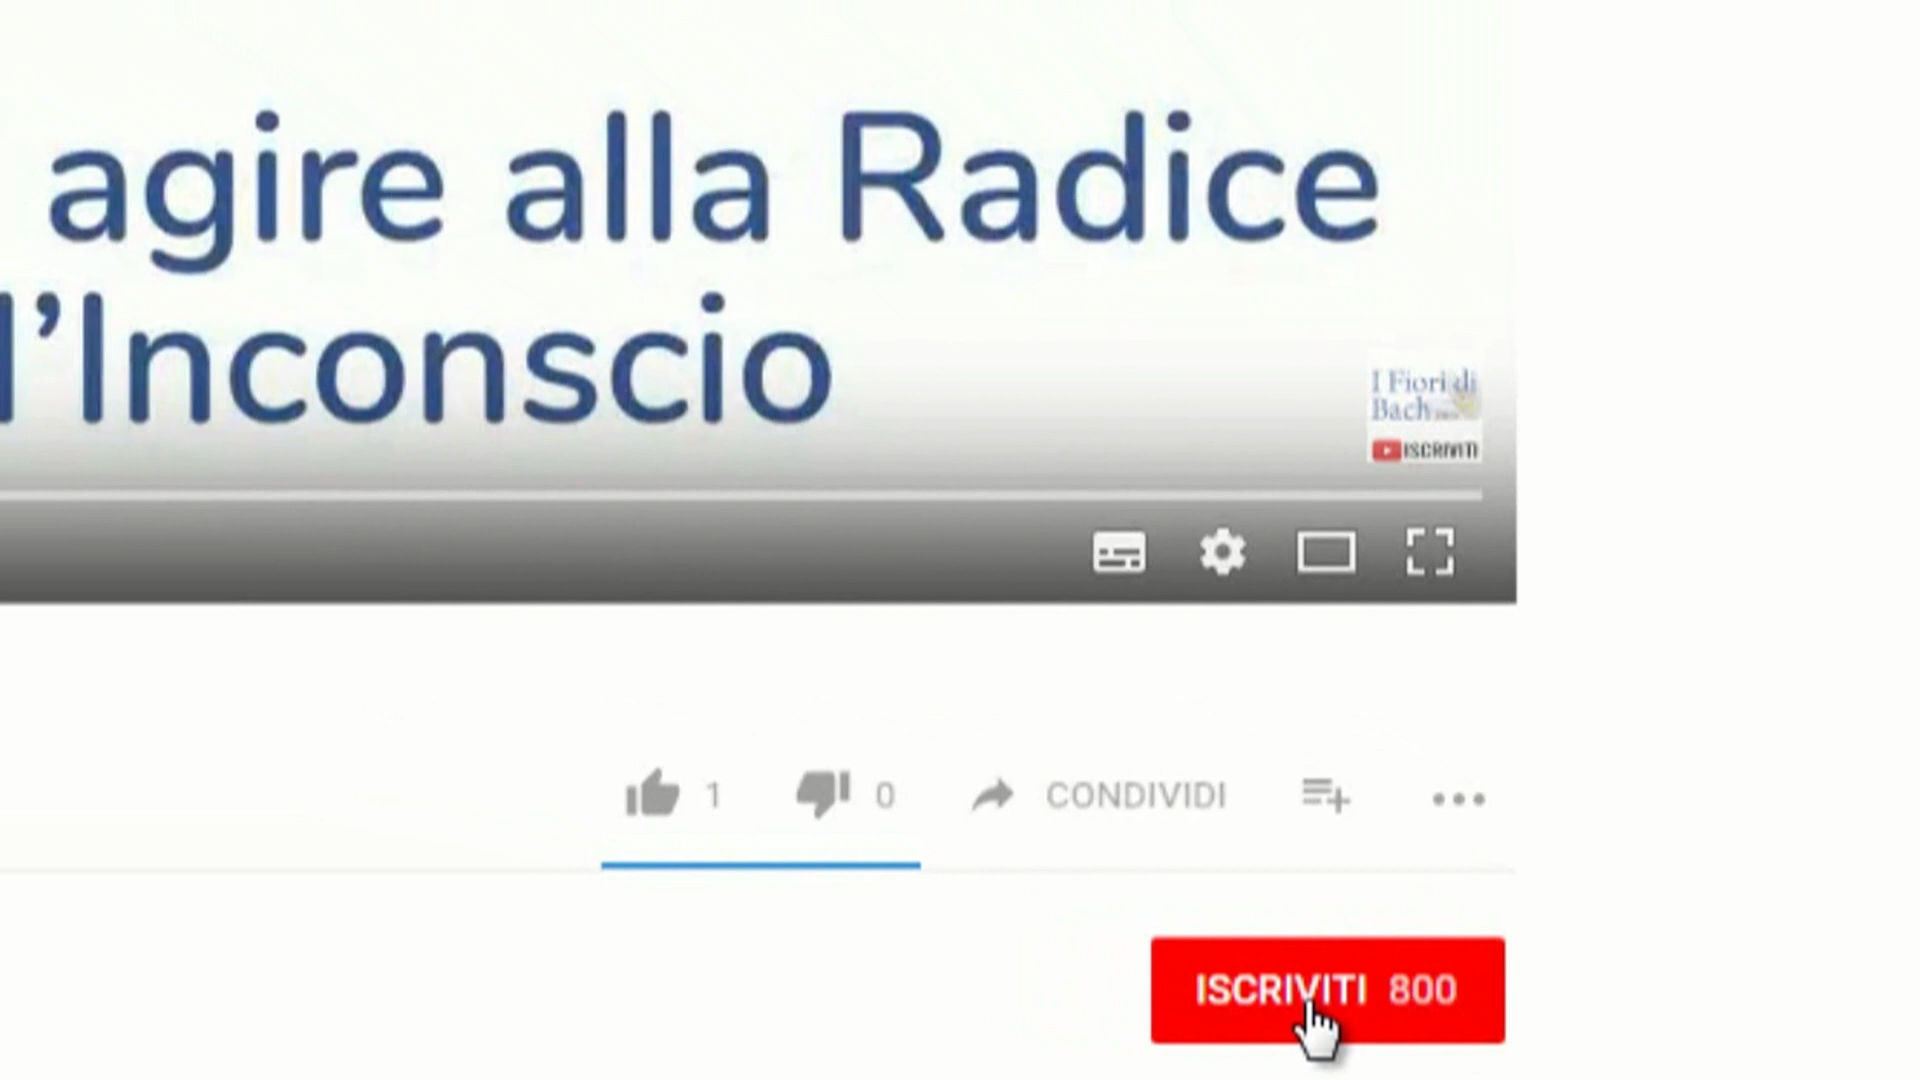 agire alla Radice
l’Inconscio
I Fiori di
Bach
ISCRIVITI
1 0 CONDIVIDI
ISCRIVITI 800